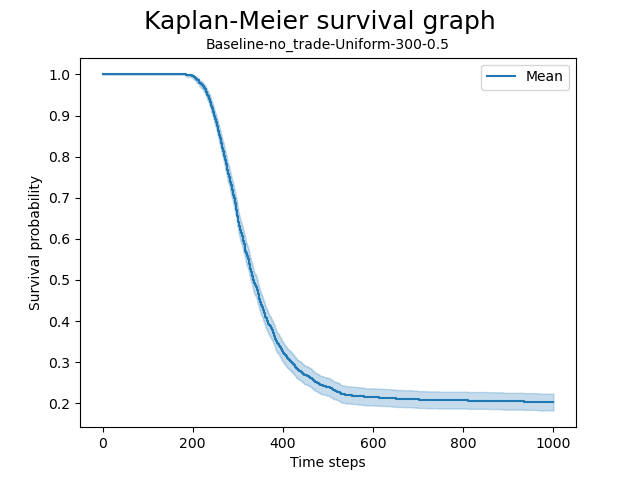 Kaplan-Meier survival graph
Baseline-no_trade-Uniform-300-0.5
Mean
1.0
0.9
0.8
0.7
0.6
0.5
0.4
0.3
0.2
Survival probability
0 200 400 600 800 1000
Time steps